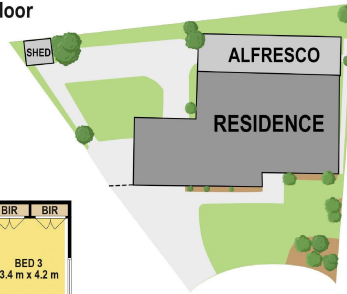 loor
SHED
ALFRESCO
RESIDENCE
BIR BIR
BED 3
3.4 m x 4.2 m